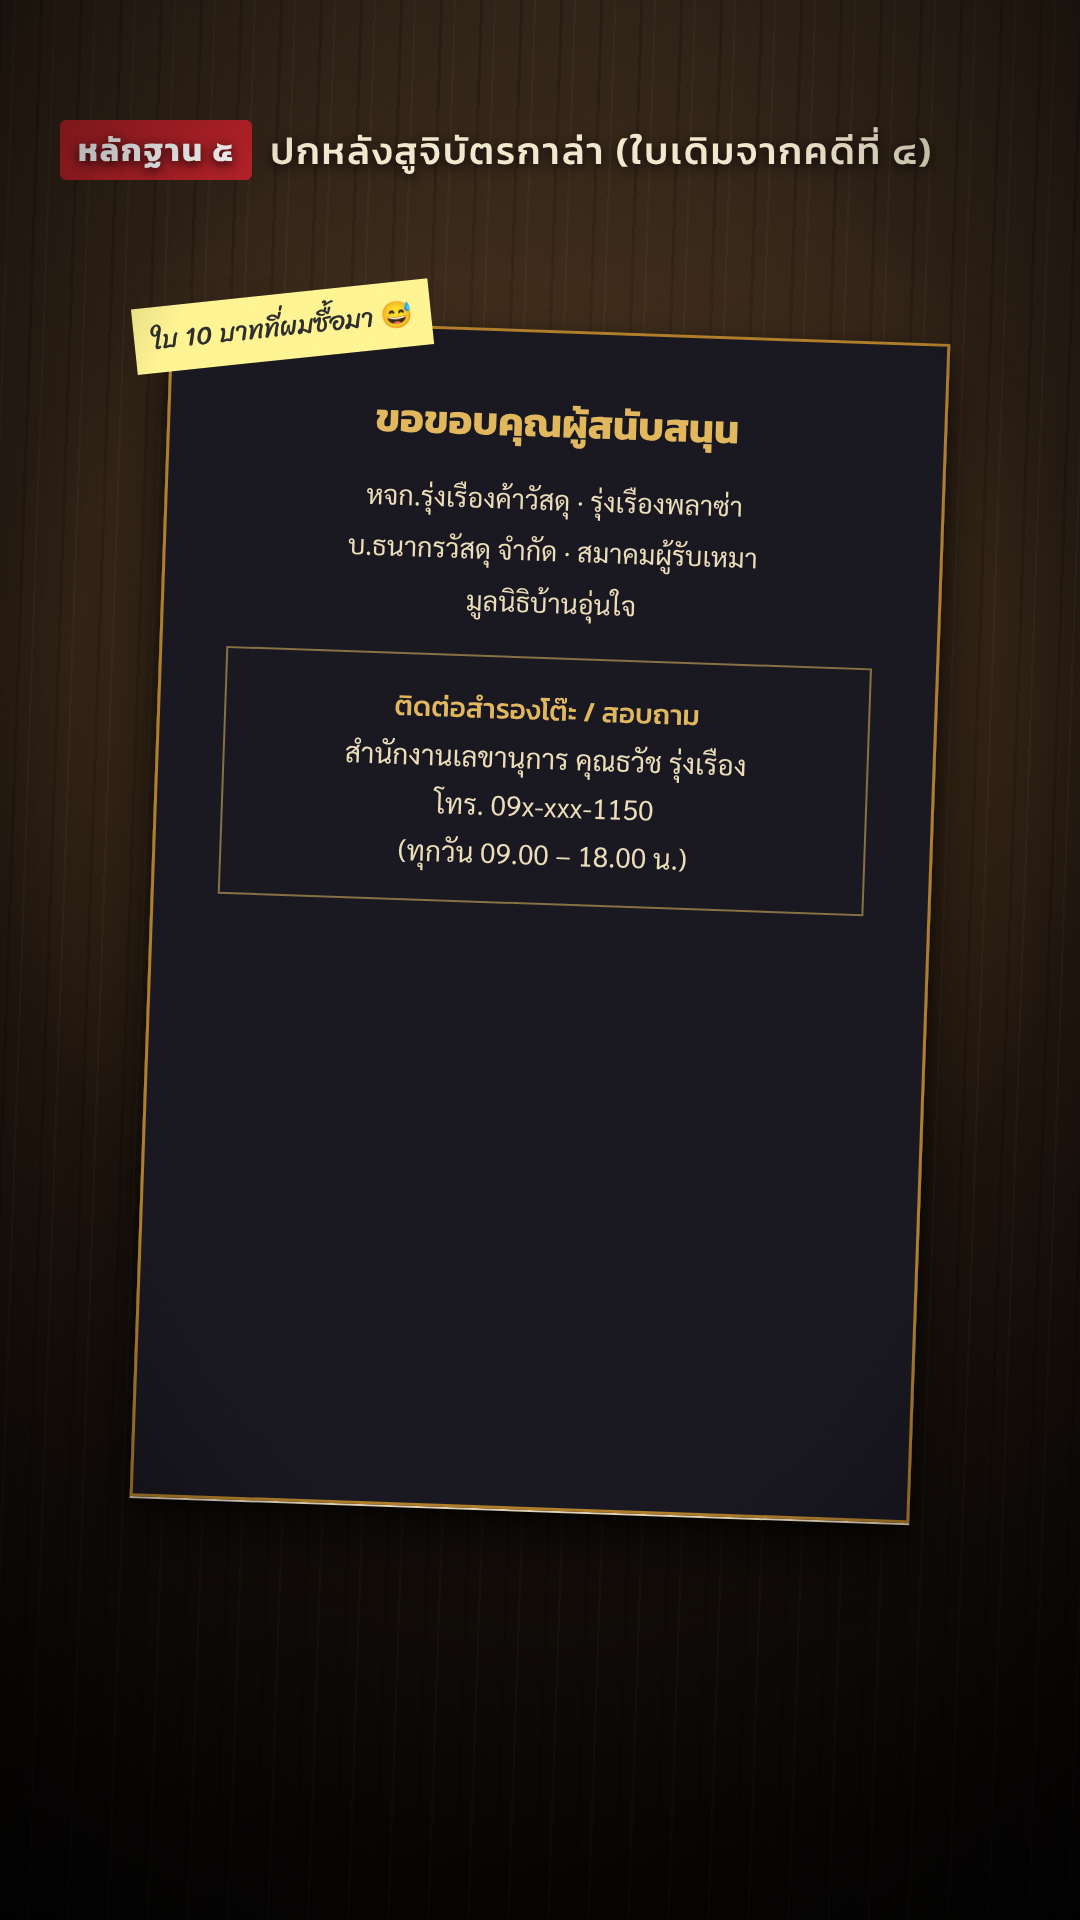 หลักฐาน ๕ ปกหลังสูจิบัตรกาล่า (ใบเดิมจากคดีที่ ๔)
ใบ 10 บาทที่ผมซื้อมา 😅
ขอขอบคุณผู้สนับสนุน
หจก.รุ่งเรืองค้าวัสดุ · รุ่งเรืองพลาซ่า
บ.ธนากรวัสดุ จำกัด · สมาคมผู้รับเหมา
มูลนิธิบ้านอุ่นใจ
ติดต่อสำรองโต๊ะ / สอบถาม
สำนักงานเลขานุการ คุณธวัช รุ่งเรือง
โทร. 09x-xxx-1150
(ทุกวัน 09.00 – 18.00 น.)